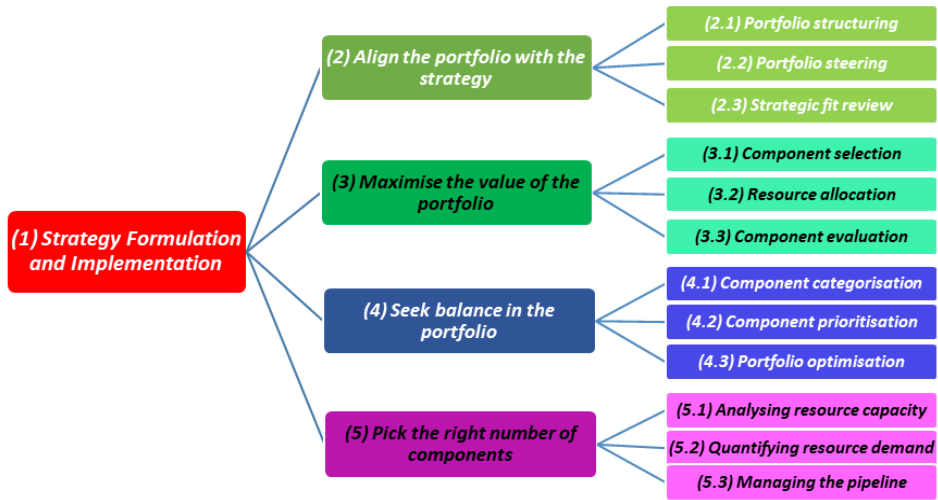 (1) Strategy Formulation
and Implementation
(2) Align the portfolio with the
strategy
(2.1) Portfolio structuring
(2.2) Portfolio steering
(2.3) Strategic fit review
(3) Maximise the value of the
portfolio
(3.1) Component selection
(3.2) Resource allocation
(3.3) Component evaluation
(4) Seek balance in the
portfolio
(4.1) Component categorisation
(4.2) Component prioritisation
(4.3) Portfolio optimisation
(5) Pick the right number of
components
(5.1) Analysing resource capacity
(5.2) Quantifying resource demand
(5.3) Managing the pipeline